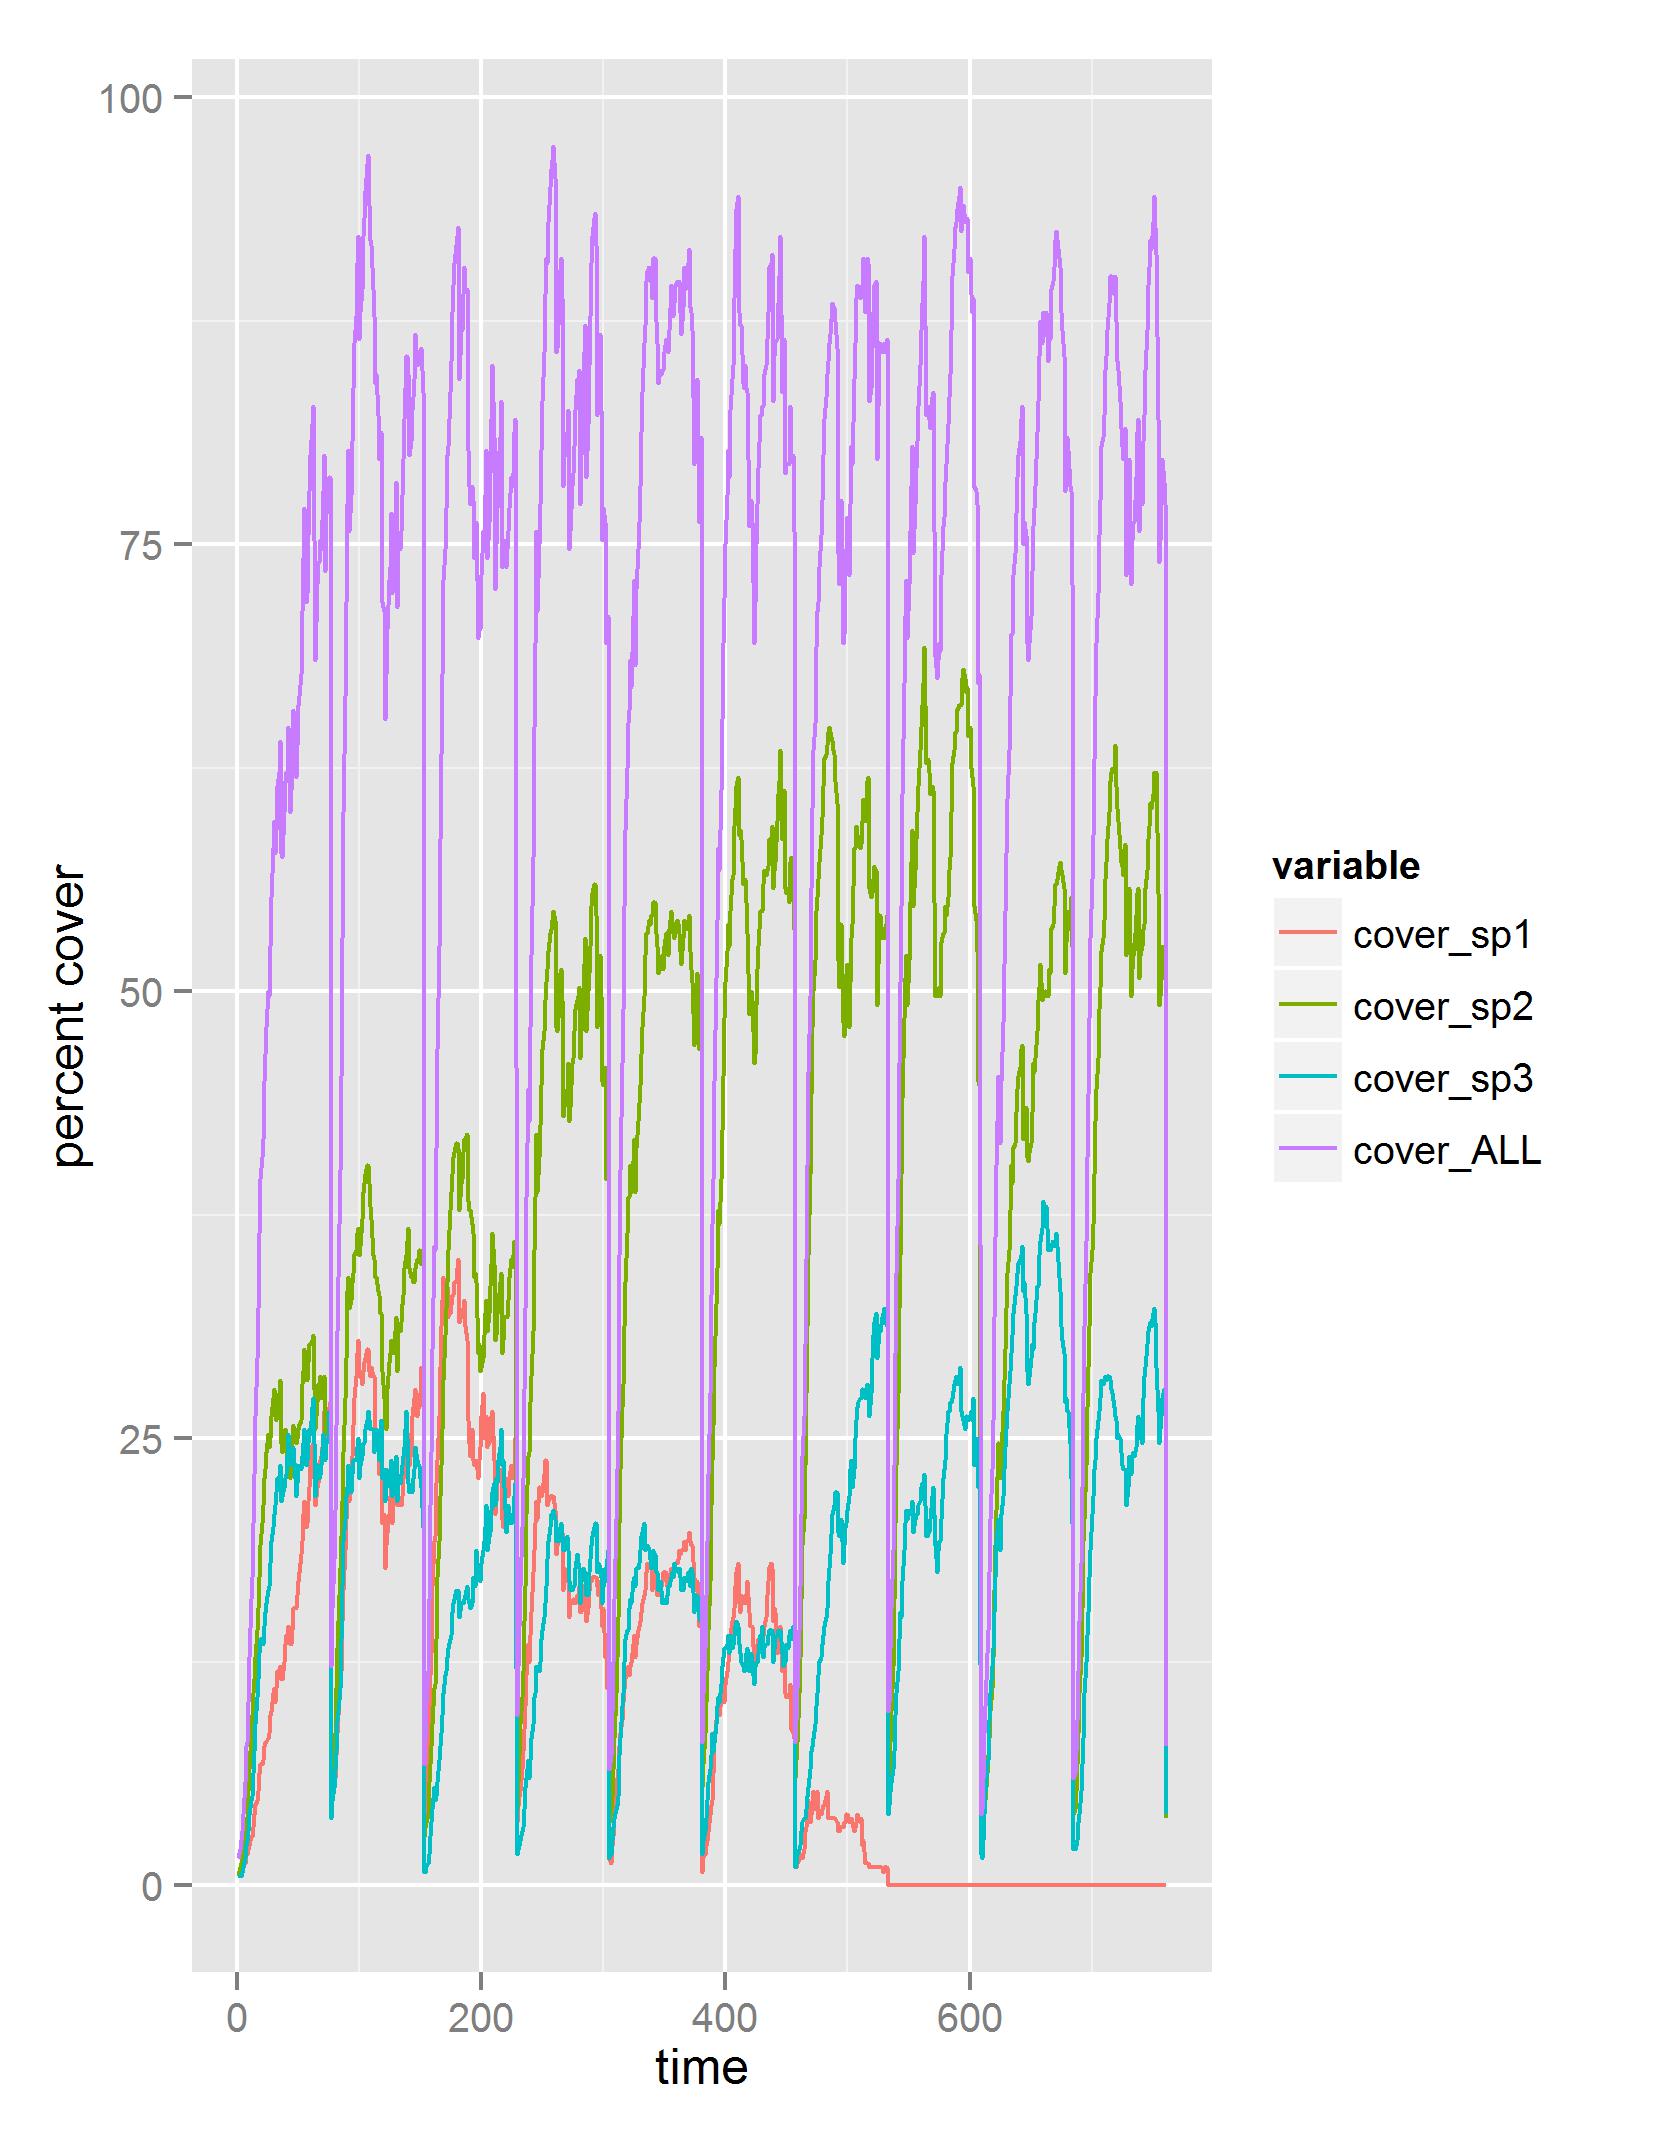 100
75
50
25
0
percent cover
0 200 400 600
time
variable
cover_sp1
cover_sp2
cover_sp3
cover_ALL